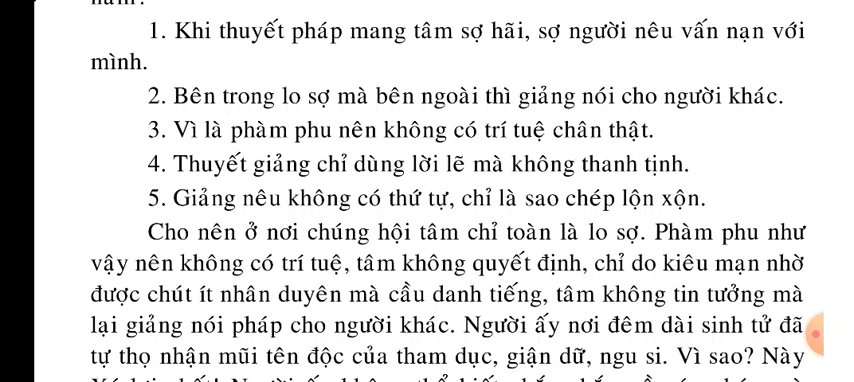 1. Khi thuyết pháp mang tâm sợ hãi, sợ người nêu vấn nạn với
mình.
2. Bên trong lo sợ mà bên ngoài thì giảng nói cho người khác.
3. Vì là phàm phu nên không có trí tuệ chân thật.
4. Thuyết giảng chỉ dùng lời lẽ mà không thanh tịnh.
5. Giảng nêu không có thứ tự, chỉ là sao chép lộn xộn.
Cho nên ở nơi chúng hội tâm chỉ toàn là lo sợ. Phàm phu như
vậy nên không có trí tuệ, tâm không quyết định, chỉ do kiêu mạn nhờ
được chút ít nhân duyên mà cầu danh tiếng, tâm không tin tưởng mà
lại giảng nói pháp cho người khác. Người ấy nơi đêm dài sinh tử đã
tự thọ nhận mũi tên độc của tham dục, giận dữ, ngu si. Vì sao? Này